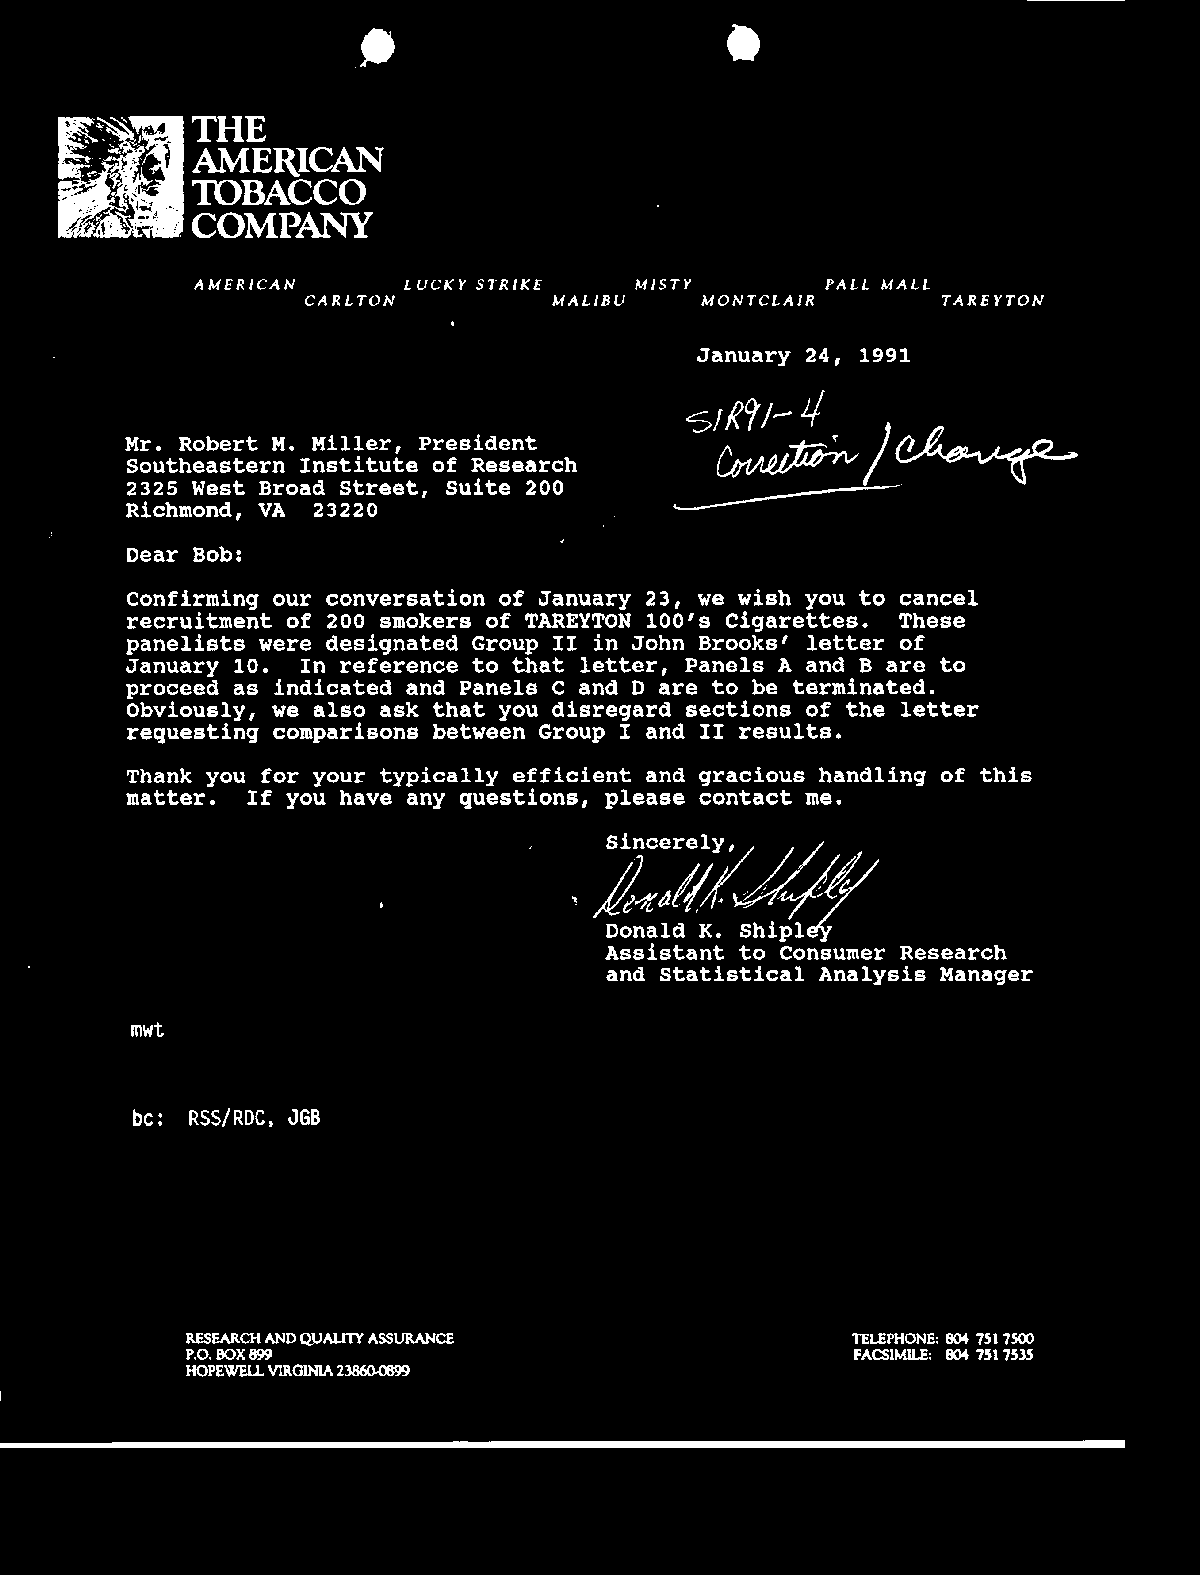 THE
AMERICAN
TOBACCO
COMPANY
AMERICAN LUCKY STRIKE MISTY PALL MALL
CARLTON MALIBU MONTCLAIR TAREYTON
January 24, 1991
SIR91-4
Correction / Change
Mr. Robert M. Miller, President
Southeastern Institute of Research
2325 West Broad Street, Suite 200
Richmond, VA 23220
Dear Bob:
Confirming our conversation of January 23, we wish you to cancel
recruitment of 200 smokers of TAREYTON 100's Cigarettes. These
panelists were designated Group II in John Brooks' letter of
January 10. In reference to that letter, Panels A and B are to
proceed as indicated and Panels C and D are to be terminated.
Obviously, we also ask that you disregard sections of the letter
requesting comparisons between Group I and II results.
Thank you for your typically efficient and gracious handling of this
matter. If you have any questions, please contact me.
Sincerely,
Donald K. Shipley
Donald K. Shipley
Assistant to Consumer Research
and Statistical Analysis Manager
mwt
bc: RSS/RDC, JGB
RESEARCH AND QUALITY ASSURANCE
P.O. BOX 899
HOPEWELL VIRGINIA 23860-0899
TELEPHONE: 804 751 7500
FACSIMILE: 804 751 7535